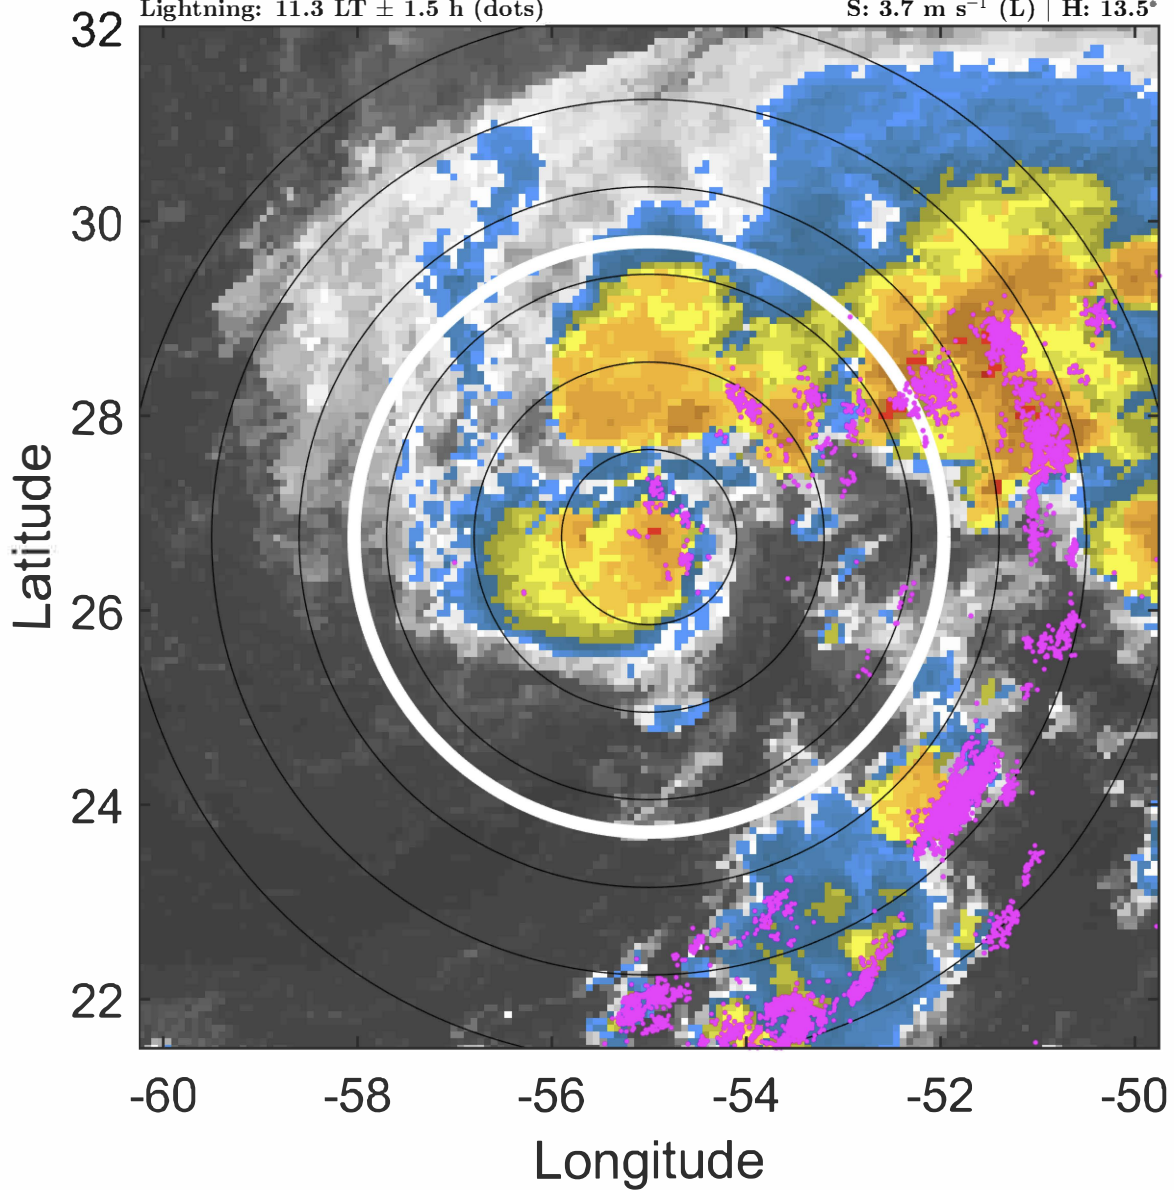 Lightning: 11.3 LT ± 1.5 h (dots)
S: 3.7 m s⁻¹ (L) | H: 13.5°
32
30
28
26
24
22
Latitude
-60 -58 -56 -54 -52 -50
Longitude